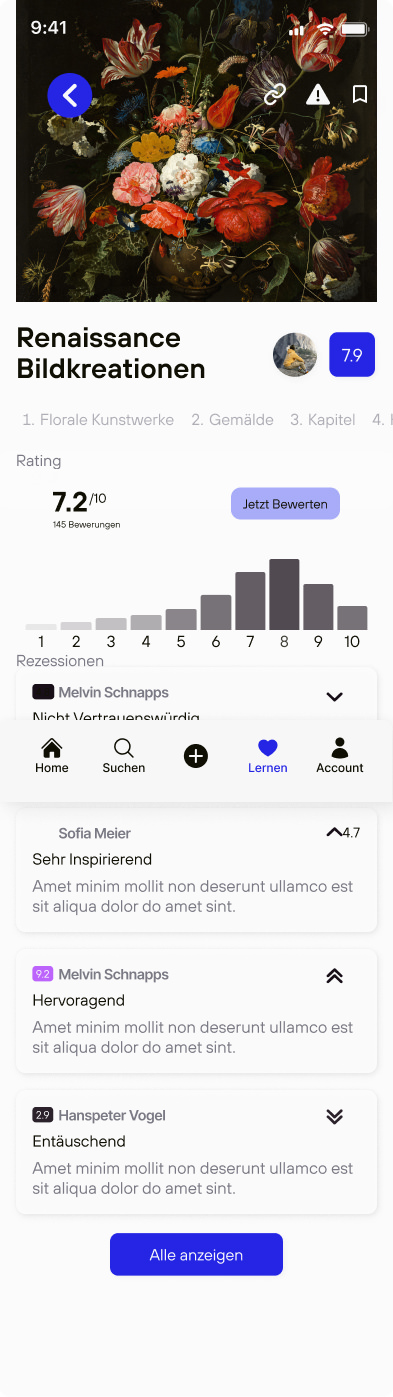 9:41
Renaissance
Bildkreationen
7.9
1. Florale Kunstwerke 2. Gemälde 3. Kapitel 4.
Rating
7.2/10
145 Bewerungen
Jetzt Bewerten
1 2 3 4 5 6 7 8 9 10
Rezessionen
Melvin Schnapps
Nicht Vertrauenswürdig
Home Suchen Lernen Account
Sofia Meier 4.7
Sehr Inspirierend
Amet minim mollit non deserunt ullamco est
sit aliqua dolor do amet sint.
9.2 Melvin Schnapps
Hervoragend
Amet minim mollit non deserunt ullamco est
sit aliqua dolor do amet sint.
2.9 Hanspeter Vogel
Entäuschend
Amet minim mollit non deserunt ullamco est
sit aliqua dolor do amet sint.
Alle anzeigen